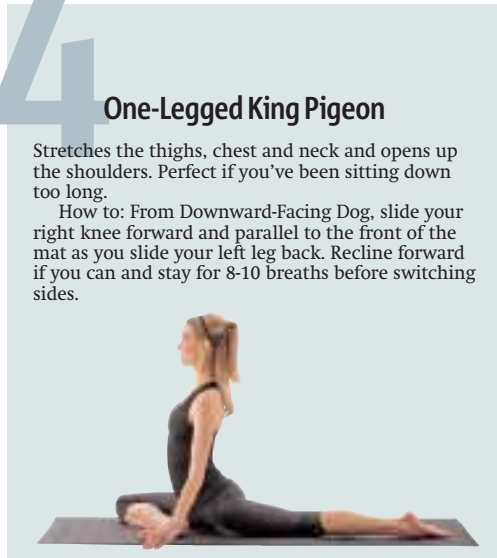 4
One-Legged King Pigeon
Stretches the thighs, chest and neck and opens up
the shoulders. Perfect if you've been sitting down
too long.
How to: From Downward-Facing Dog, slide your
right knee forward and parallel to the front of the
mat as you slide your left leg back. Recline forward
if you can and stay for 8-10 breaths before switching
sides.